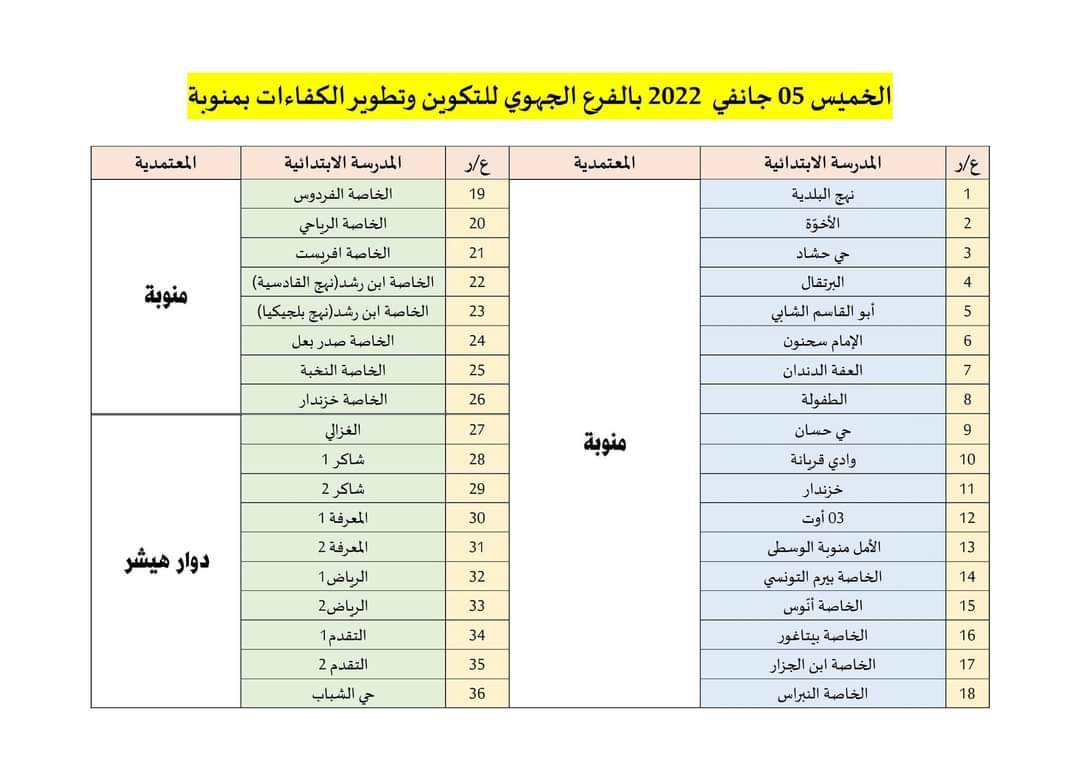 الخميس 05 جانفي 2022 بالفرع الجهوي للتكوين وتطوير الكفاءات بمنوبة
ع/ر المدرسة الابتدائية المعتمدية ع/ر المدرسة الابتدائية المعتمدية
1 نهج البلدية 19 الخاصة الفردوس
2 الأخوّة 20 الخاصة الرياحي
3 حي حشاد 21 الخاصة افريست
4 البرتقال 22 الخاصة ابن رشد(نهج القادسية) منوبة
5 أبو القاسم الشابي 23 الخاصة ابن رشد(نهج بلجيكيا)
6 الإمام سحنون 24 الخاصة صدر بعل
7 العفة الدندان 25 الخاصة النخبة
8 الطفولة 26 الخاصة خزندار
9 حي حسان منوبة 27 الغزالي
10 وادي قربانة 28 شاكر 1
11 خزندار 29 شاكر 2
12 03 أوت 30 المعرفة 1
13 الأمل منوبة الوسطى 31 المعرفة 2 دوار هيشر
14 الخاصة بيرم التونسي 32 الرياض1
15 الخاصة أنّوس 33 الرياض2
16 الخاصة بيتاغور 34 التقدم1
17 الخاصة ابن الجزار 35 التقدم 2
18 الخاصة النبراس 36 حي الشباب